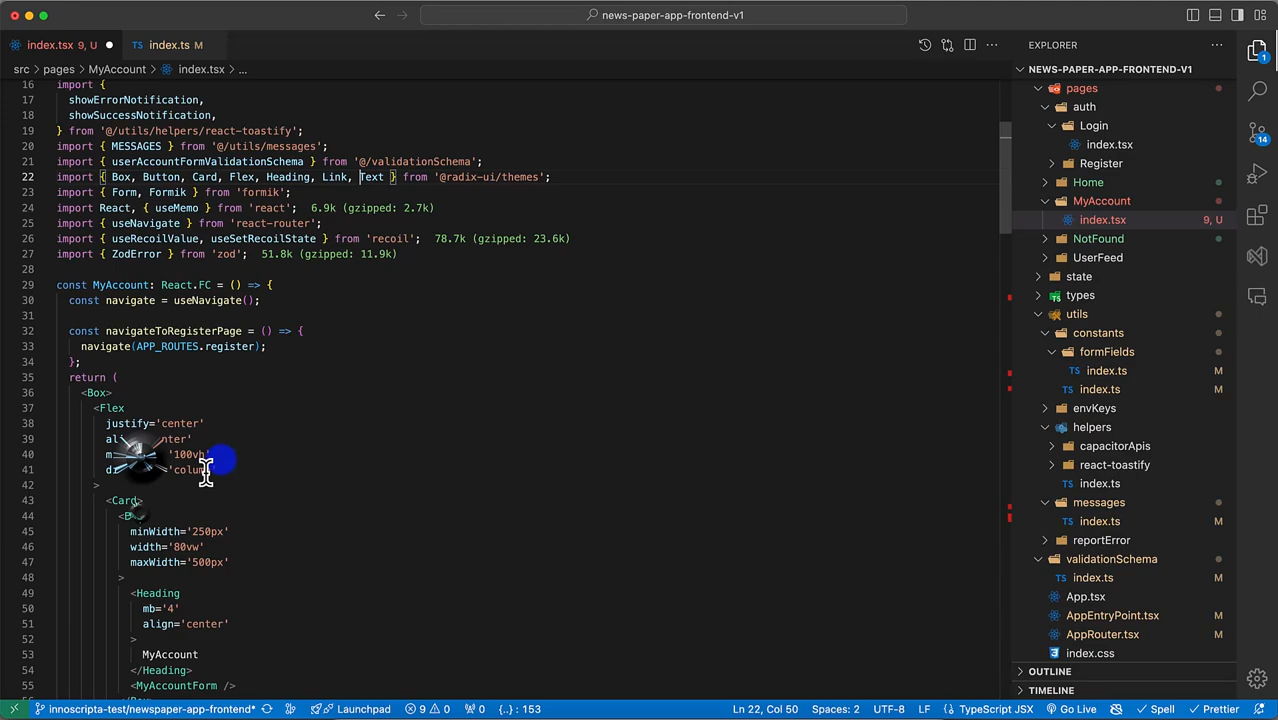 news-paper-app-frontend-v1
index.tsx 9, U
index.ts M
src > pages > MyAccount > index.tsx > ...
16 import {
17 showErrorNotification,
18 showSuccessNotification,
19 } from '@/utils/helpers/react-toastify';
20 import { MESSAGES } from '@/utils/messages';
21 import { userAccountFormValidationSchema } from '@/validationSchema';
22 import { Box, Button, Card, Flex, Heading, Link, Text } from '@radix-ui/themes';
23 import { Form, Formik } from 'formik';
24 import React, { useMemo } from 'react'; 6.9k (gzipped: 2.7k)
25 import { useNavigate } from 'react-router';
26 import { useRecoilValue, useSetRecoilState } from 'recoil'; 78.7k (gzipped: 23.6k)
27 import { ZodError } from 'zod'; 51.8k (gzipped: 11.9k)
28
29 const MyAccount: React.FC = () => {
30 const navigate = useNavigate();
31
32 const navigateToRegisterPage = () => {
33 navigate(APP_ROUTES.register);
34 };
35 return (
36 <Box>
37 <Flex
38 justify='center'
39 nter'
40 '100vh'
41 'colum
42 >
43 <Card>
44
45 minWidth='250px'
46 width='80vw'
47 maxWidth='500px'
48 >
49 <Heading
50 mb='4'
51 align='center'
52 >
53 MyAccount
54 </Heading>
55 <MyAccountForm />
EXPLORER
NEWS-PAPER-APP-FRONTEND-V1
pages
auth
Login
index.tsx
Register
Home
MyAccount
index.tsx 9, U
NotFound
UserFeed
state
types
utils
constants
formFields
index.ts
index.ts
envKeys
helpers
capacitorApis
react-toastify
index.ts
messages
index.ts M
reportError
validationSchema
index.ts M
App.tsx
AppEntryPoint.tsx M
AppRouter.tsx M
index.css
OUTLINE
TIMELINE
1
14
innoscripta-test/newspaper-app-frontend* Launchpad 9 0 0 {..} : 153 Ln 22, Col 50 Spaces: 2 UTF-8 LF {} TypeScript JSX Go Live Spell Prettier